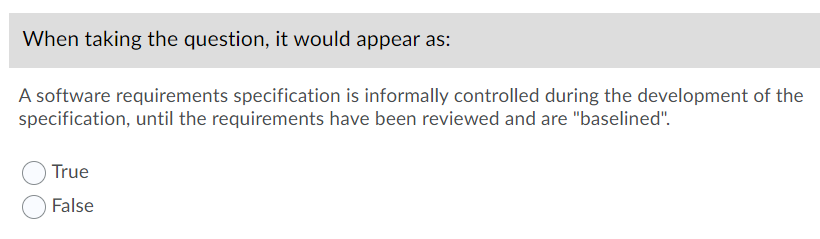 When taking the question, it would appear as:
A software requirements specification is informally controlled during the development of the
specification, until the requirements have been reviewed and are "baselined".
True
False